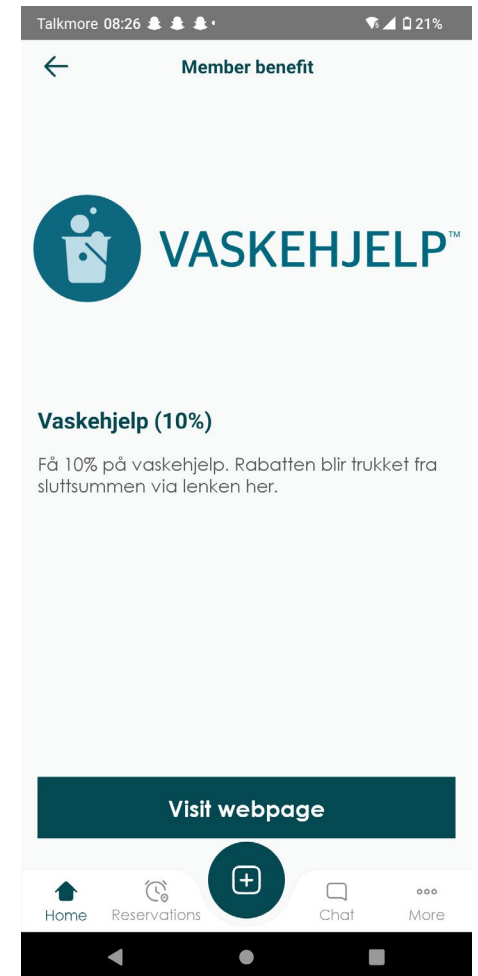 Talkmore 08:26 21%
Member benefit
VASKEHJELP™
Vaskehjelp (10%)
Få 10% på vaskehjelp. Rabatten blir trukket fra
sluttsummen via lenken her.
Visit webpage
Home Reservations Chat More